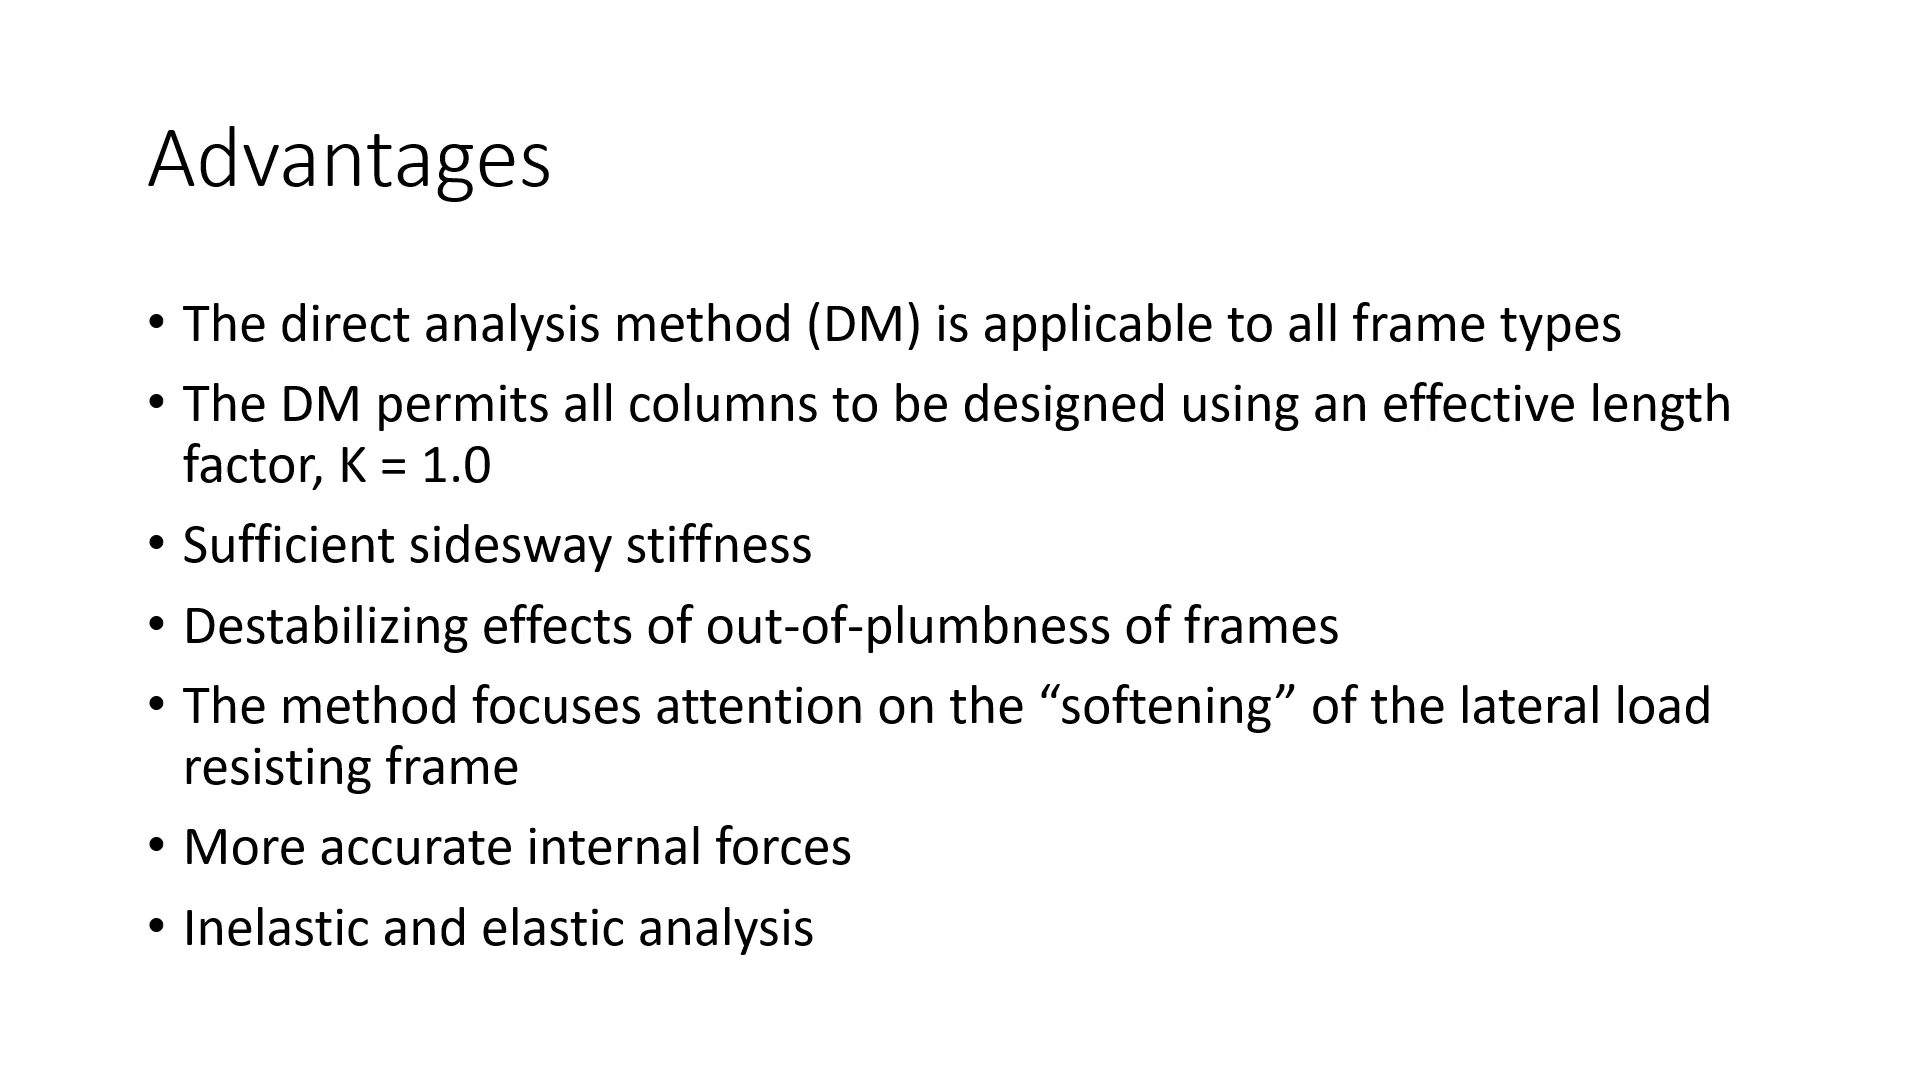 Advantages
• The direct analysis method (DM) is applicable to all frame types
• The DM permits all columns to be designed using an effective length
factor, K = 1.0
• Sufficient sidesway stiffness
• Destabilizing effects of out-of-plumbness of frames
• The method focuses attention on the “softening” of the lateral load
resisting frame
• More accurate internal forces
• Inelastic and elastic analysis